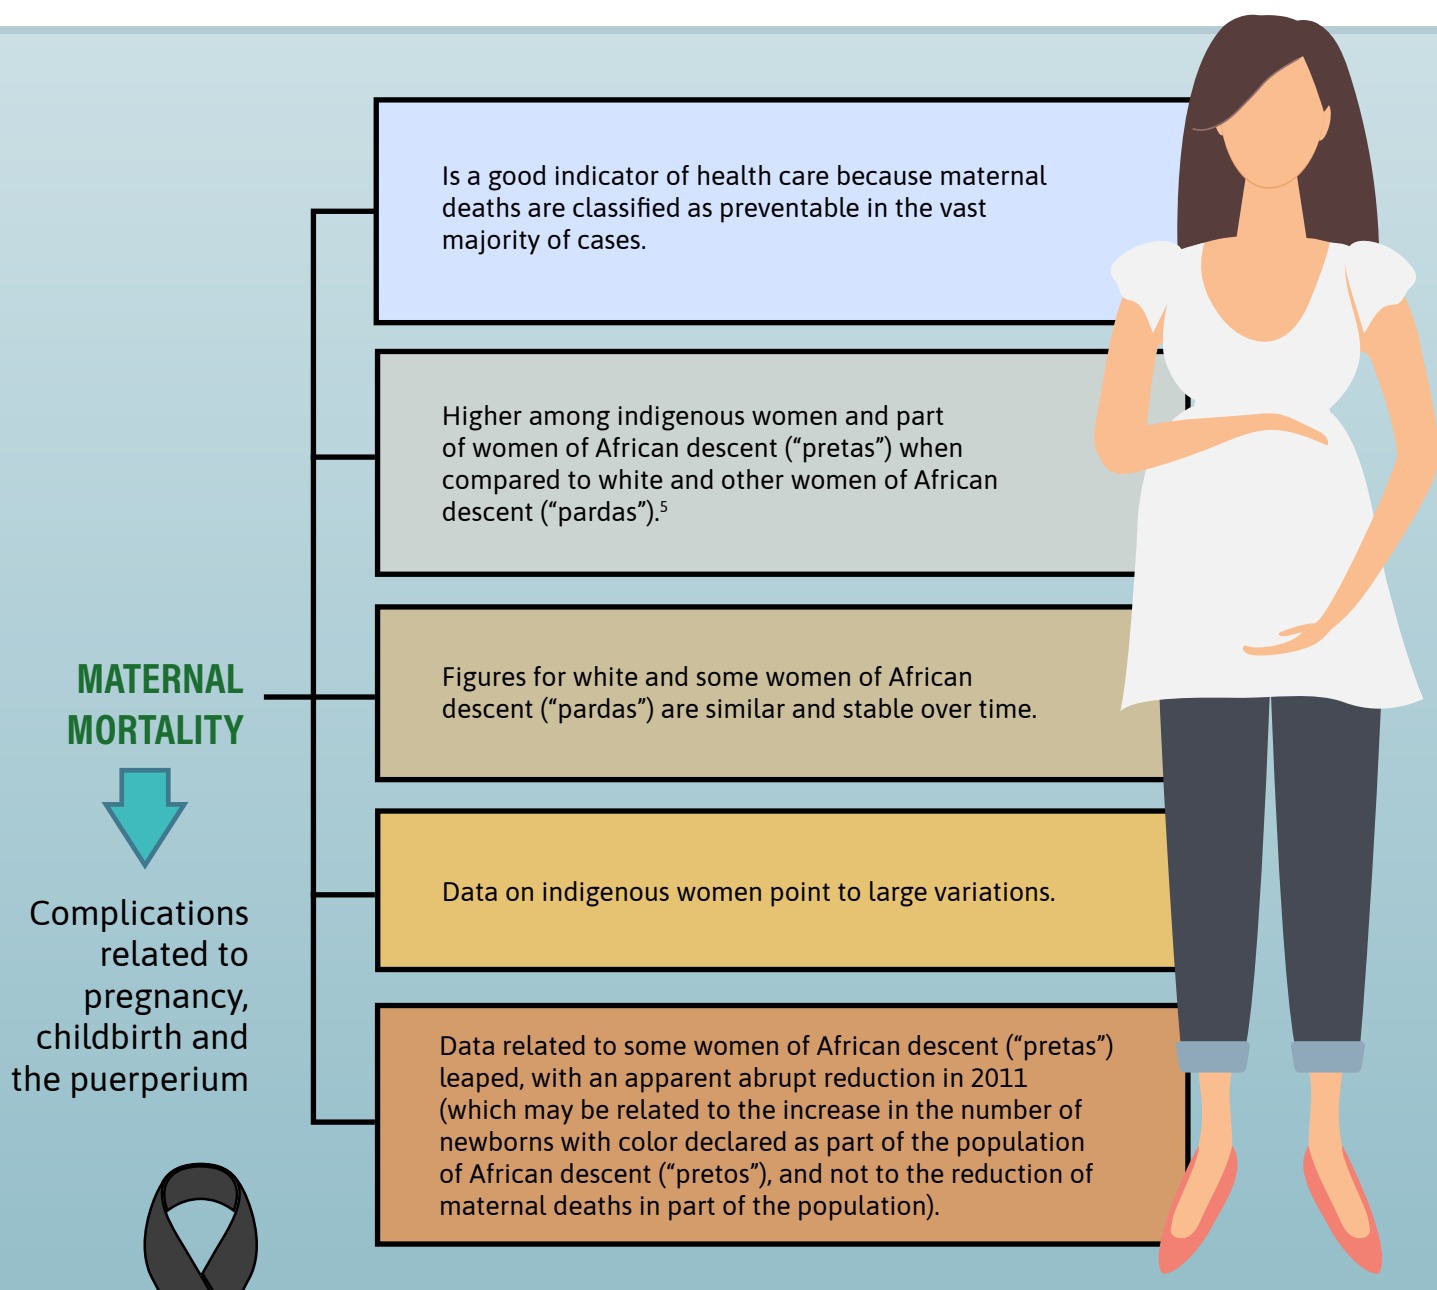 MATERNAL
MORTALITY
Complications
related to
pregnancy,
childbirth and
the puerperium
Is a good indicator of health care because maternal
deaths are classified as preventable in the vast
majority of cases.
Higher among indigenous women and part
of women of African descent (“pretas”) when
compared to white and other women of African
descent (“pardas”).⁵
Figures for white and some women of African
descent (“pardas”) are similar and stable over time.
Data on indigenous women point to large variations.
Data related to some women of African descent (“pretas”)
leaped, with an apparent abrupt reduction in 2011
(which may be related to the increase in the number of
newborns with color declared as part of the population
of African descent (“pretos”), and not to the reduction of
maternal deaths in part of the population).